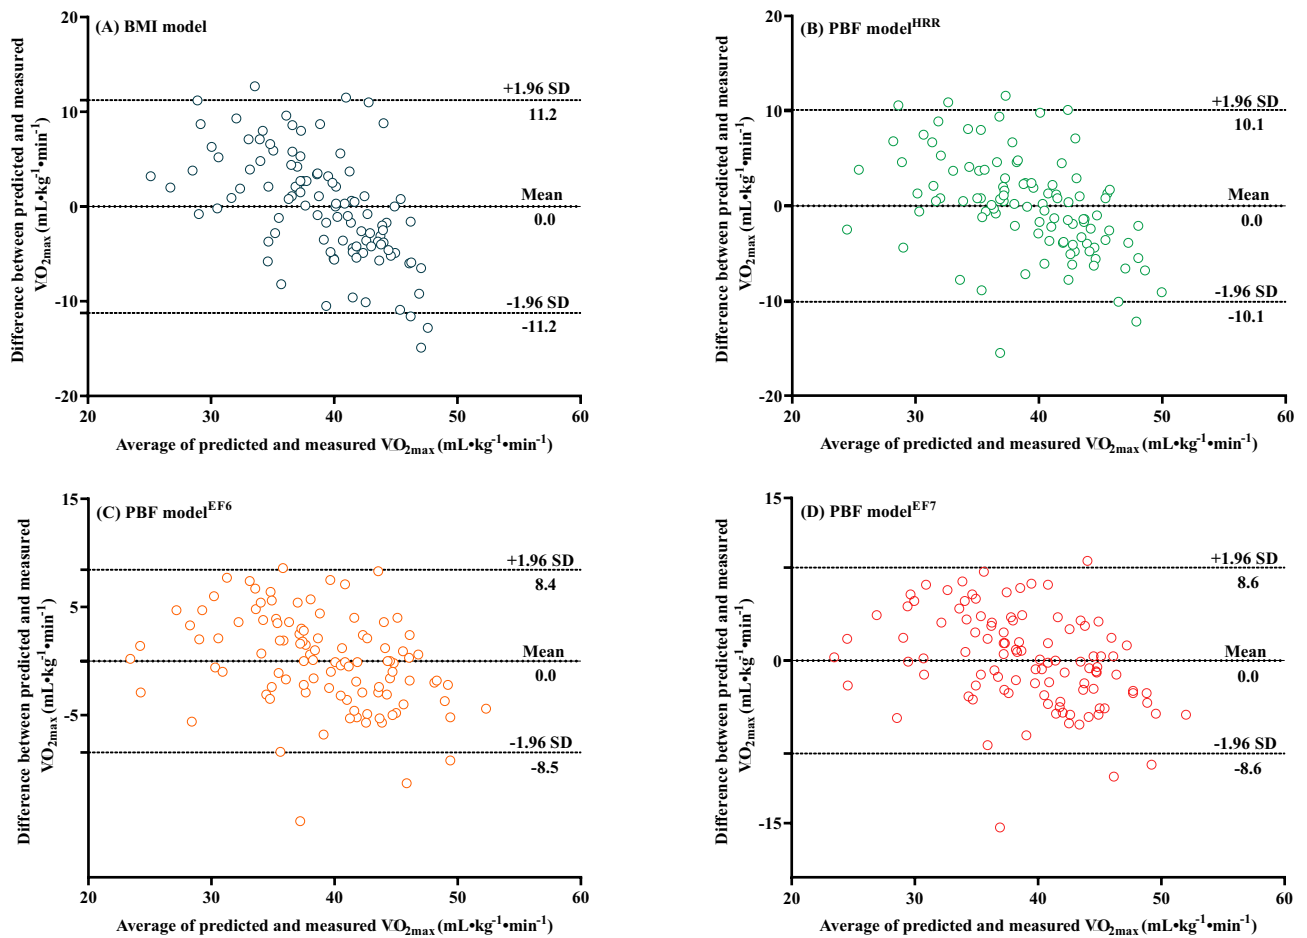 (A) BMI model
Difference between predicted and measured
V̇O2max (mL•kg-1•min-1)
20
10
0
-10
-20
+1.96 SD
11.2
Mean
0.0
-1.96 SD
-11.2
20 30 40 50 60
Average of predicted and measured V̇O2max (mL•kg-1•min-1)
(B) PBF modelHRR
Difference between predicted and measured
V̇O2max (mL•kg-1•min-1)
20
10
0
-10
-20
+1.96 SD
10.1
Mean
0.0
-1.96 SD
-10.1
20 30 40 50 60
Average of predicted and measured V̇O2max (mL•kg-1•min-1)
(C) PBF modelEF6
Difference between predicted and measured
V̇O2max (mL•kg-1•min-1)
15
5
-5
+1.96 SD
8.4
Mean
0.0
-1.96 SD
-8.5
20 30 40 50 60
Average of predicted and measured V̇O2max (mL•kg-1•min-1)
(D) PBF modelEF7
Difference between predicted and measured
V̇O2max (mL•kg-1•min-1)
15
0
-15
+1.96 SD
8.6
Mean
0.0
-1.96 SD
-8.6
20 30 40 50 60
Average of predicted and measured V̇O2max (mL•kg-1•min-1)